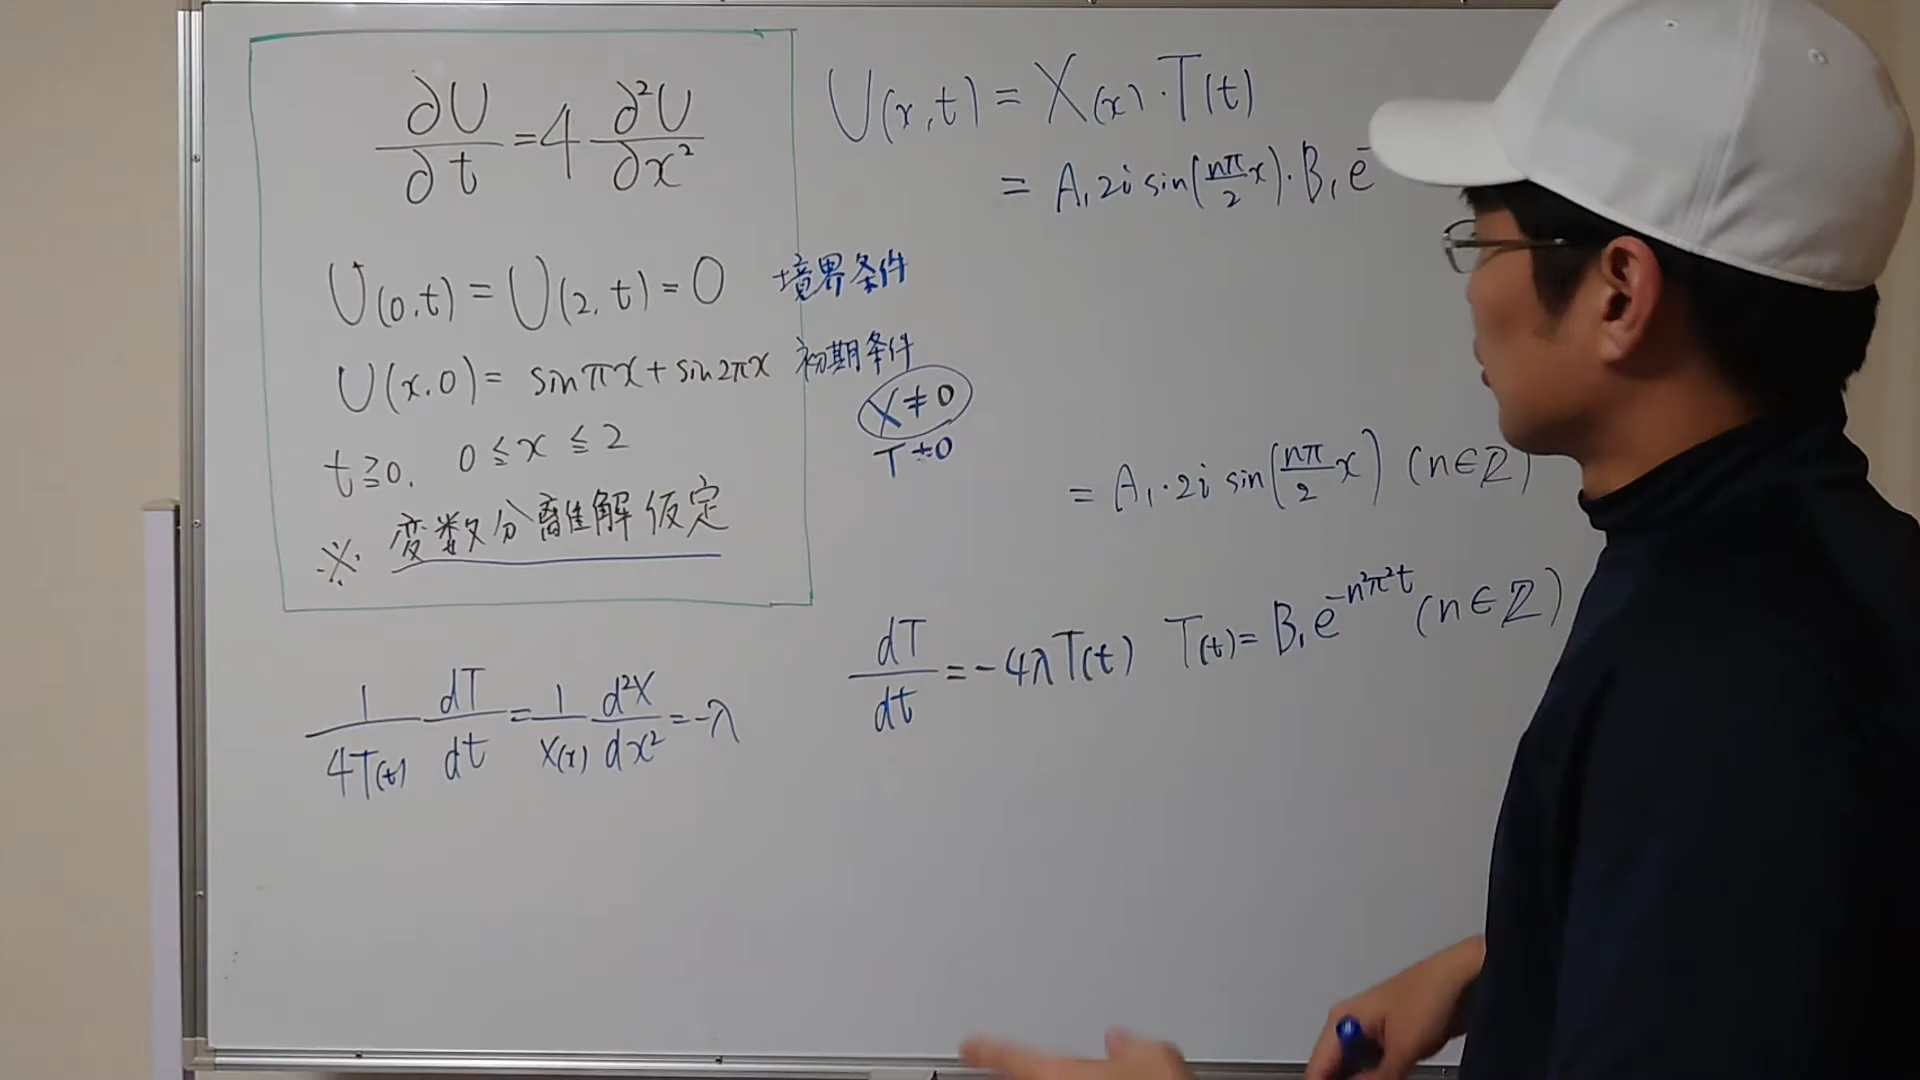 ∂U/∂t = 4 ∂²U/∂x²
U(0,t) = U(2,t) = 0 境界条件
U(x,0) = sinπx + sin2πx 初期条件
t≧0. 0≦x≦2
※ 変数分離解仮定
1/4T(t) dT/dt = 1/X(x) d²X/dx² = -λ
U(x,t) = X(x)・T(t)
= A₁2i sin(nπ/2 x)・B₁e⁻
X≠0
T≠0
= A₁・2i sin(nπ/2 x) (n∈Z)
dT/dt = -4λT(t) T(t) = B₁e^-n²π²t (n∈Z)